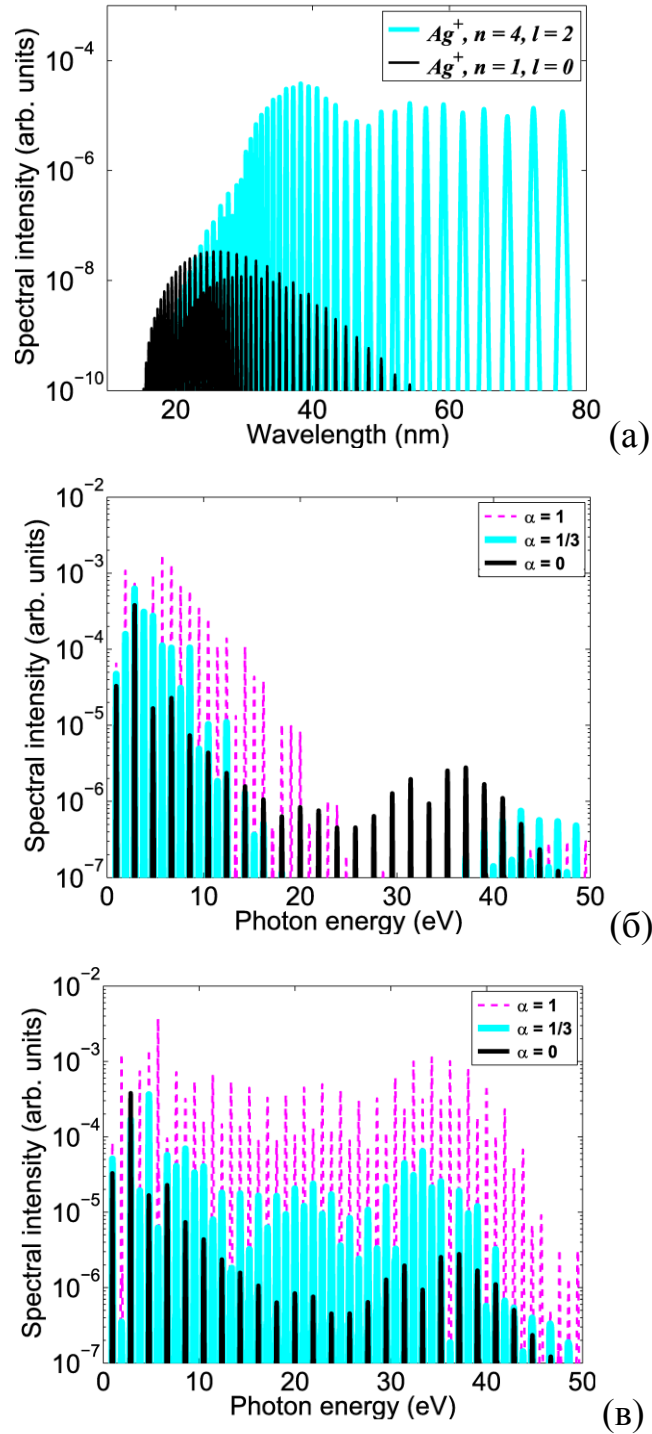 Ag⁺, n = 4, l = 2
Ag⁺, n = 1, l = 0
Spectral intensity (arb. units)
10⁻⁴
10⁻⁶
10⁻⁸
10⁻¹⁰
20 40 60 80
Wavelength (nm)
(а)
α = 1
α = 1/3
α = 0
Spectral intensity (arb. units)
10⁻²
10⁻³
10⁻⁴
10⁻⁵
10⁻⁶
10⁻⁷
0 10 20 30 40 50
Photon energy (eV)
(б)
α = 1
α = 1/3
α = 0
Spectral intensity (arb. units)
10⁻²
10⁻³
10⁻⁴
10⁻⁵
10⁻⁶
10⁻⁷
0 10 20 30 40 50
Photon energy (eV)
(в)